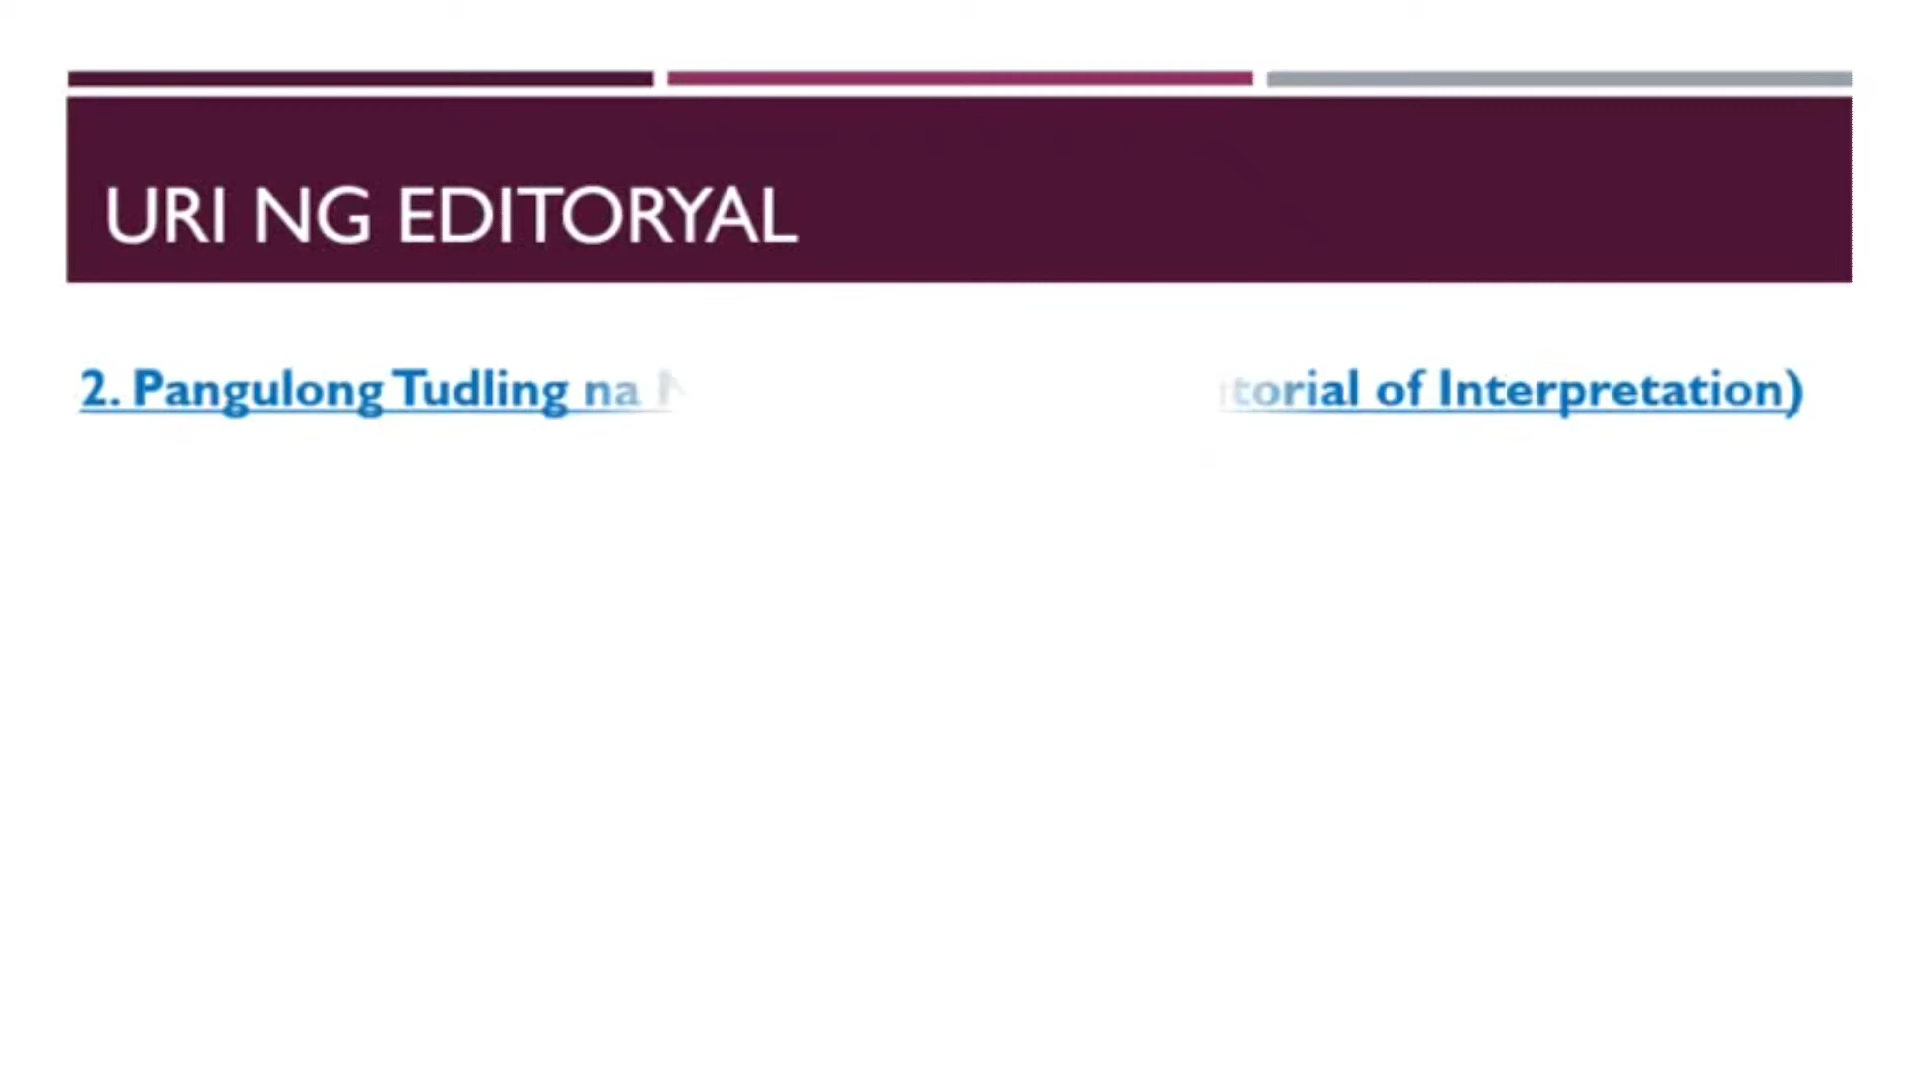 URI NG EDITORYAL
2. Pangulong Tudling na torial of Interpretation)